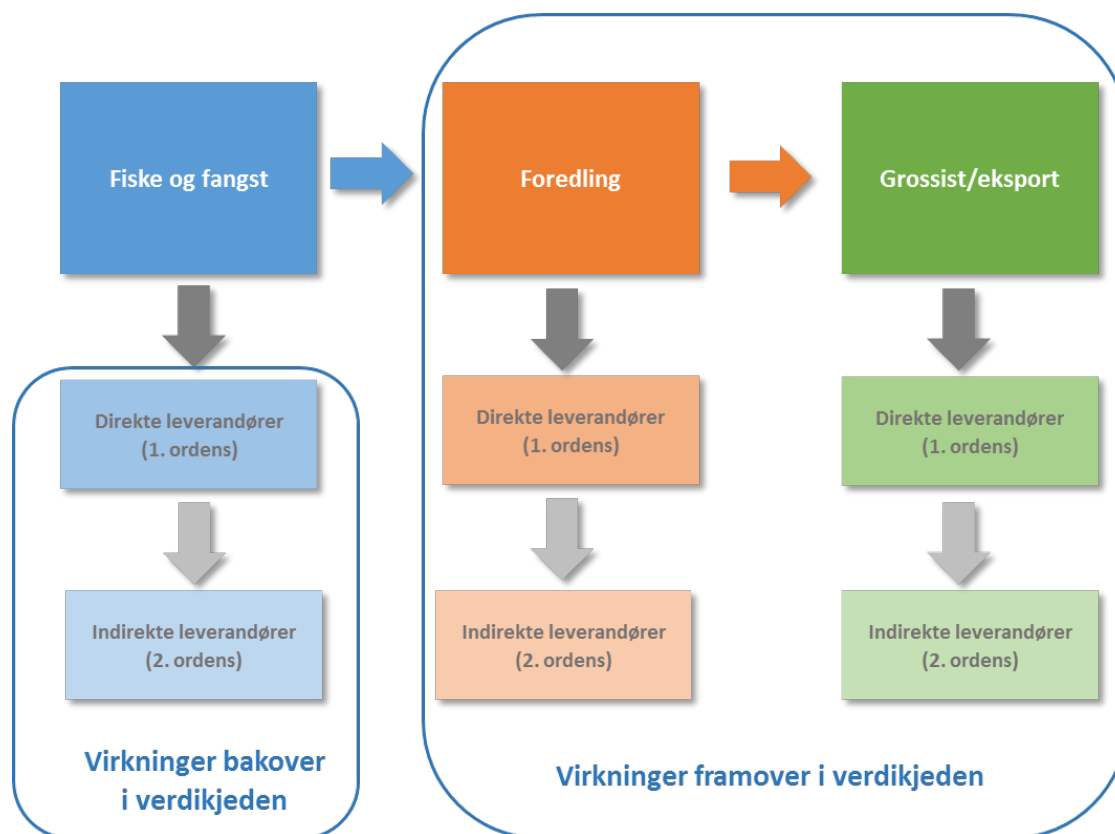 Fiske og fangst
Foredling
Grossist/eksport
Direkte leverandører
(1. ordens)
Direkte leverandører
(1. ordens)
Direkte leverandører
(1. ordens)
Indirekte leverandører
(2. ordens)
Indirekte leverandører
(2. ordens)
Indirekte leverandører
(2. ordens)
Virkninger bakover
i verdikjeden
Virkninger framover i verdikjeden